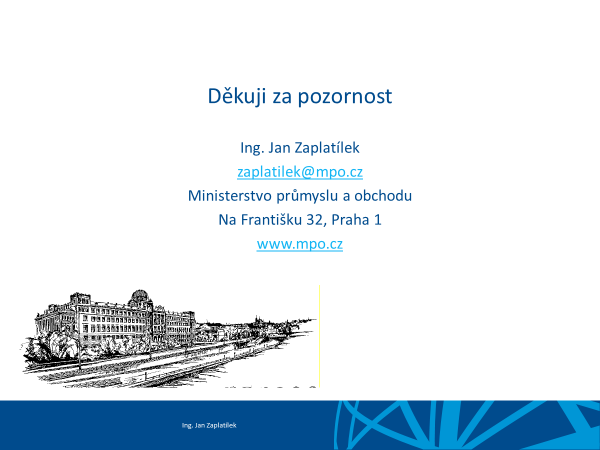 Děkuji za pozornost
Ing. Jan Zaplatílek
zaplatilek@mpo.cz
Ministerstvo průmyslu a obchodu
Na Františku 32, Praha 1
www.mpo.cz
Ing. Jan Zaplatílek